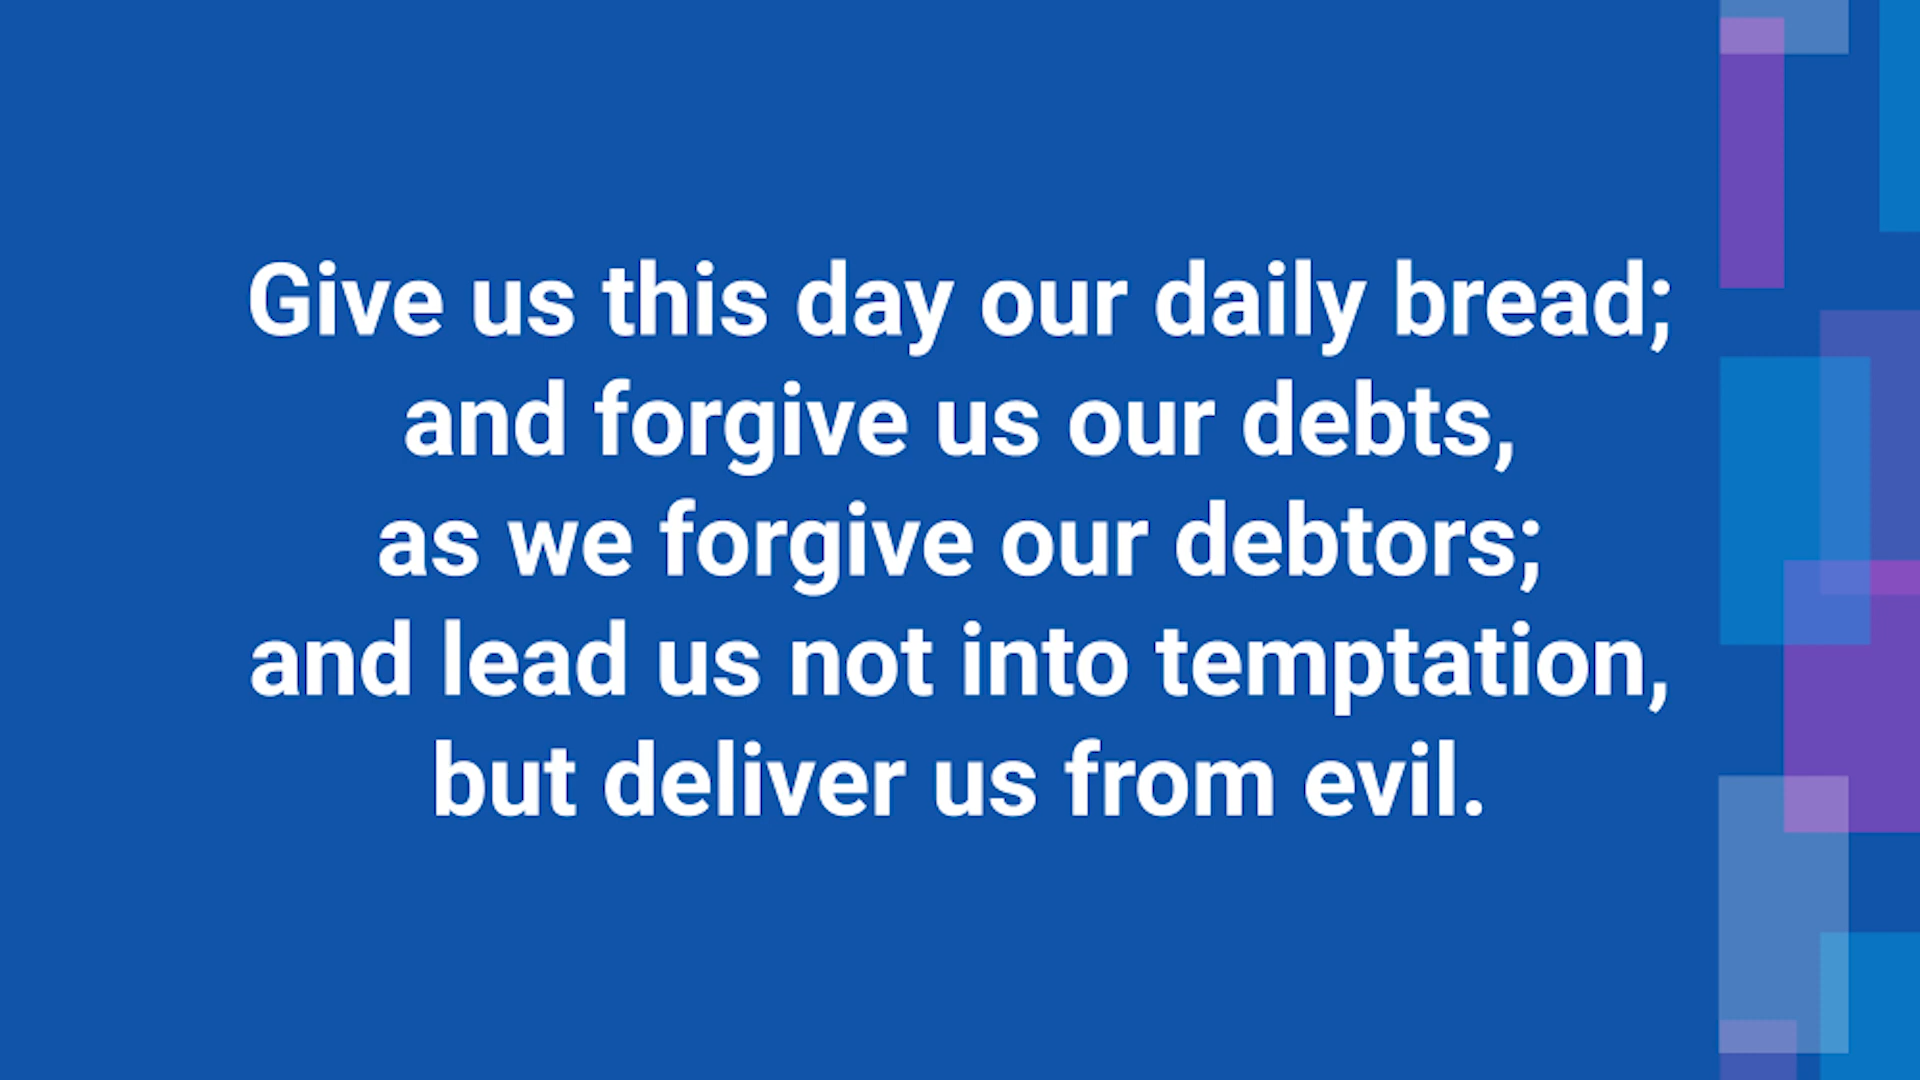 Give us this day our daily bread;
and forgive us our debts,
as we forgive our debtors;
and lead us not into temptation,
but deliver us from evil.